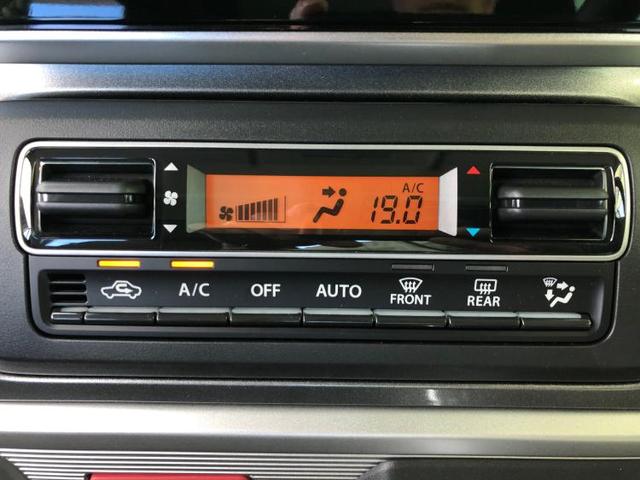 A/C
19.0
A/C OFF AUTO FRONT REAR